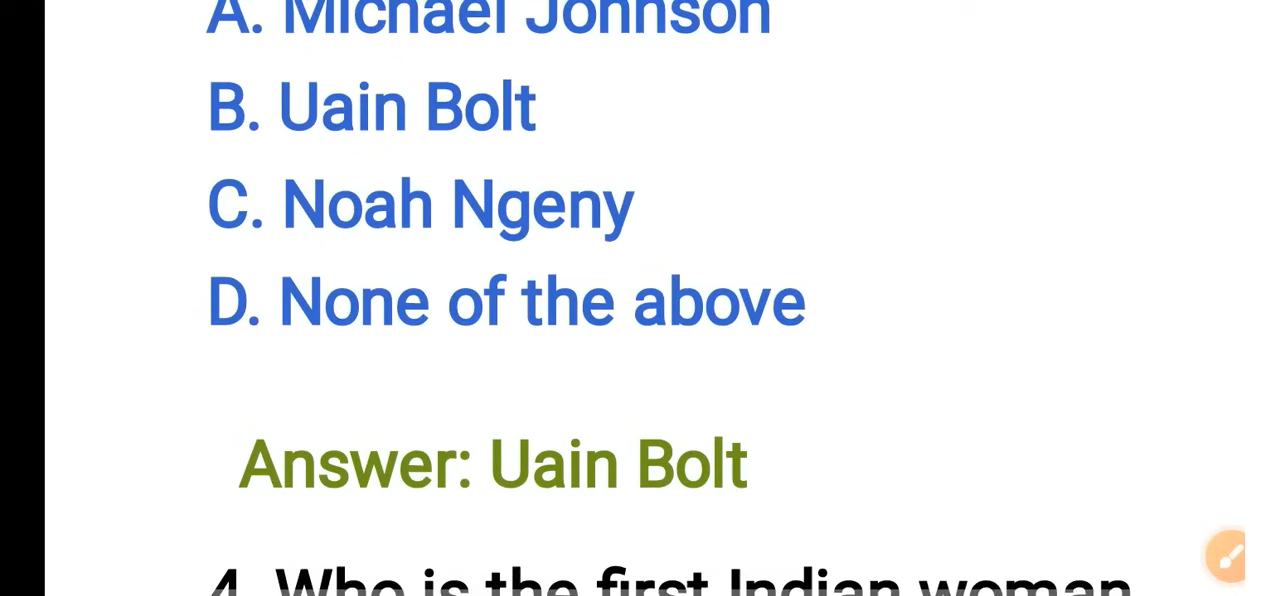 A. Michael Johnson
B. Uain Bolt
C. Noah Ngeny
D. None of the above
Answer: Uain Bolt
4. Who is the first Indian woman